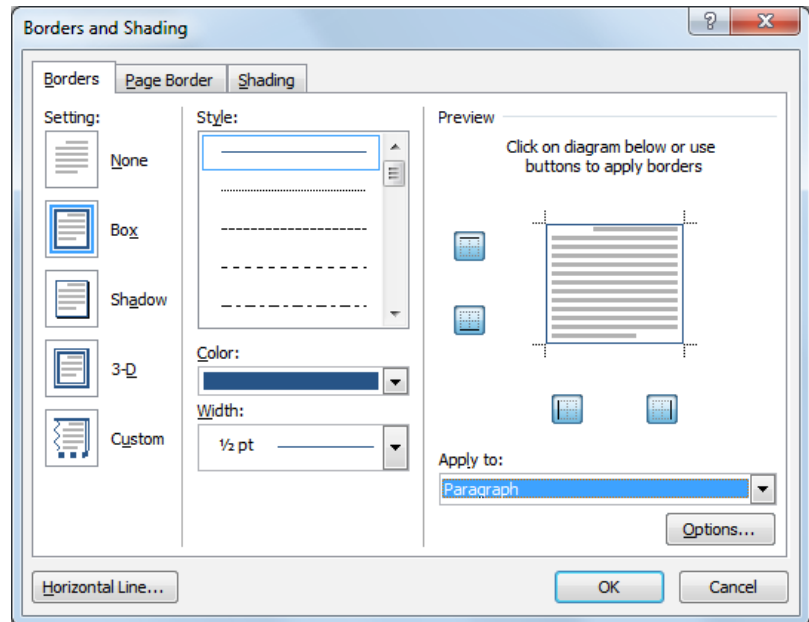 Borders and Shading
?
Borders
Page Border
Shading
Setting:
None
Box
Shadow
3-D
Custom
Style:
Color:
Width:
½ pt
Preview
Click on diagram below or use
buttons to apply borders
Apply to:
Paragraph
Options...
Horizontal Line...
OK
Cancel